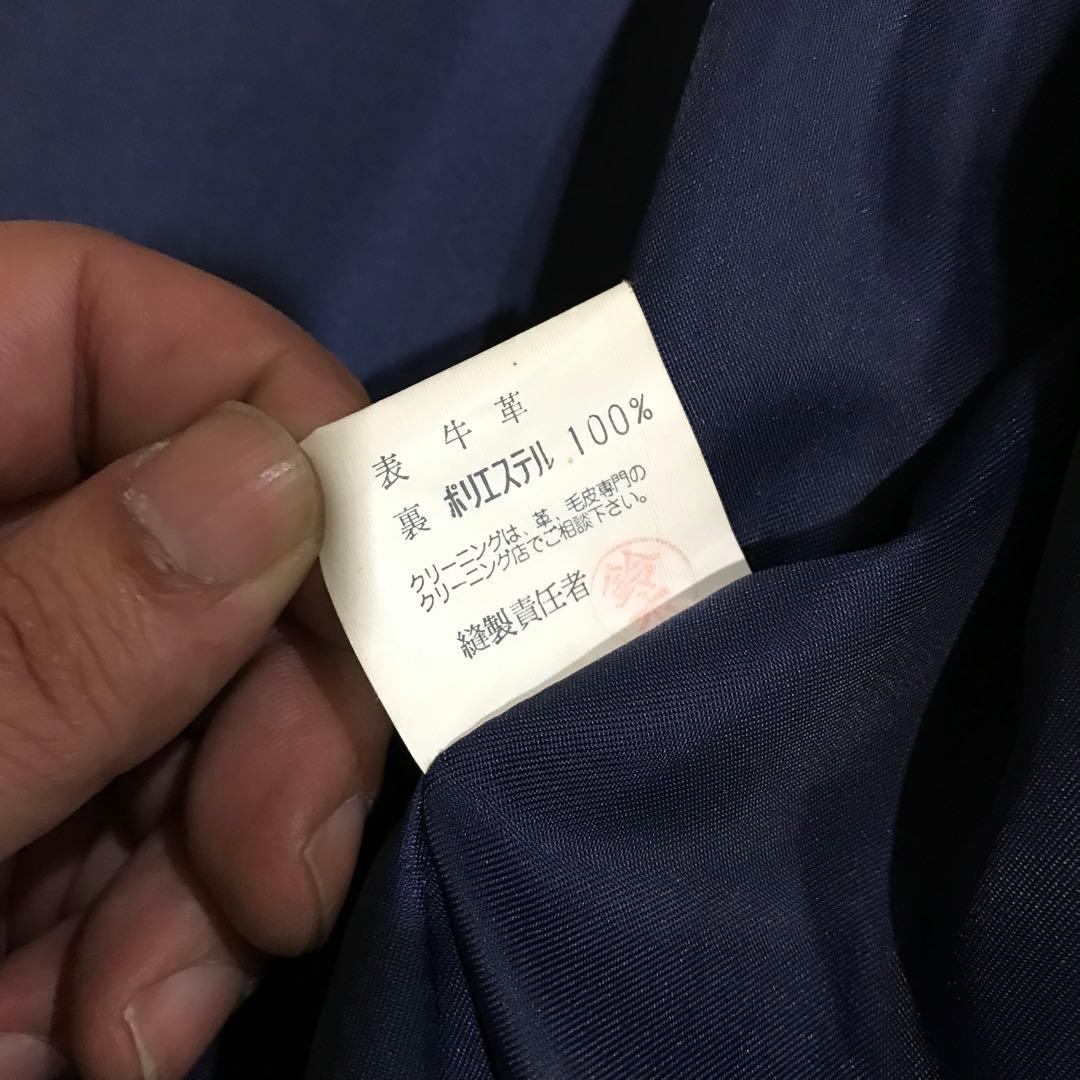 表 牛 革
裏 ポリエステル 100%
クリーニングは、革、毛皮専門の
クリーニング店でご相談下さい。
縫製責任者